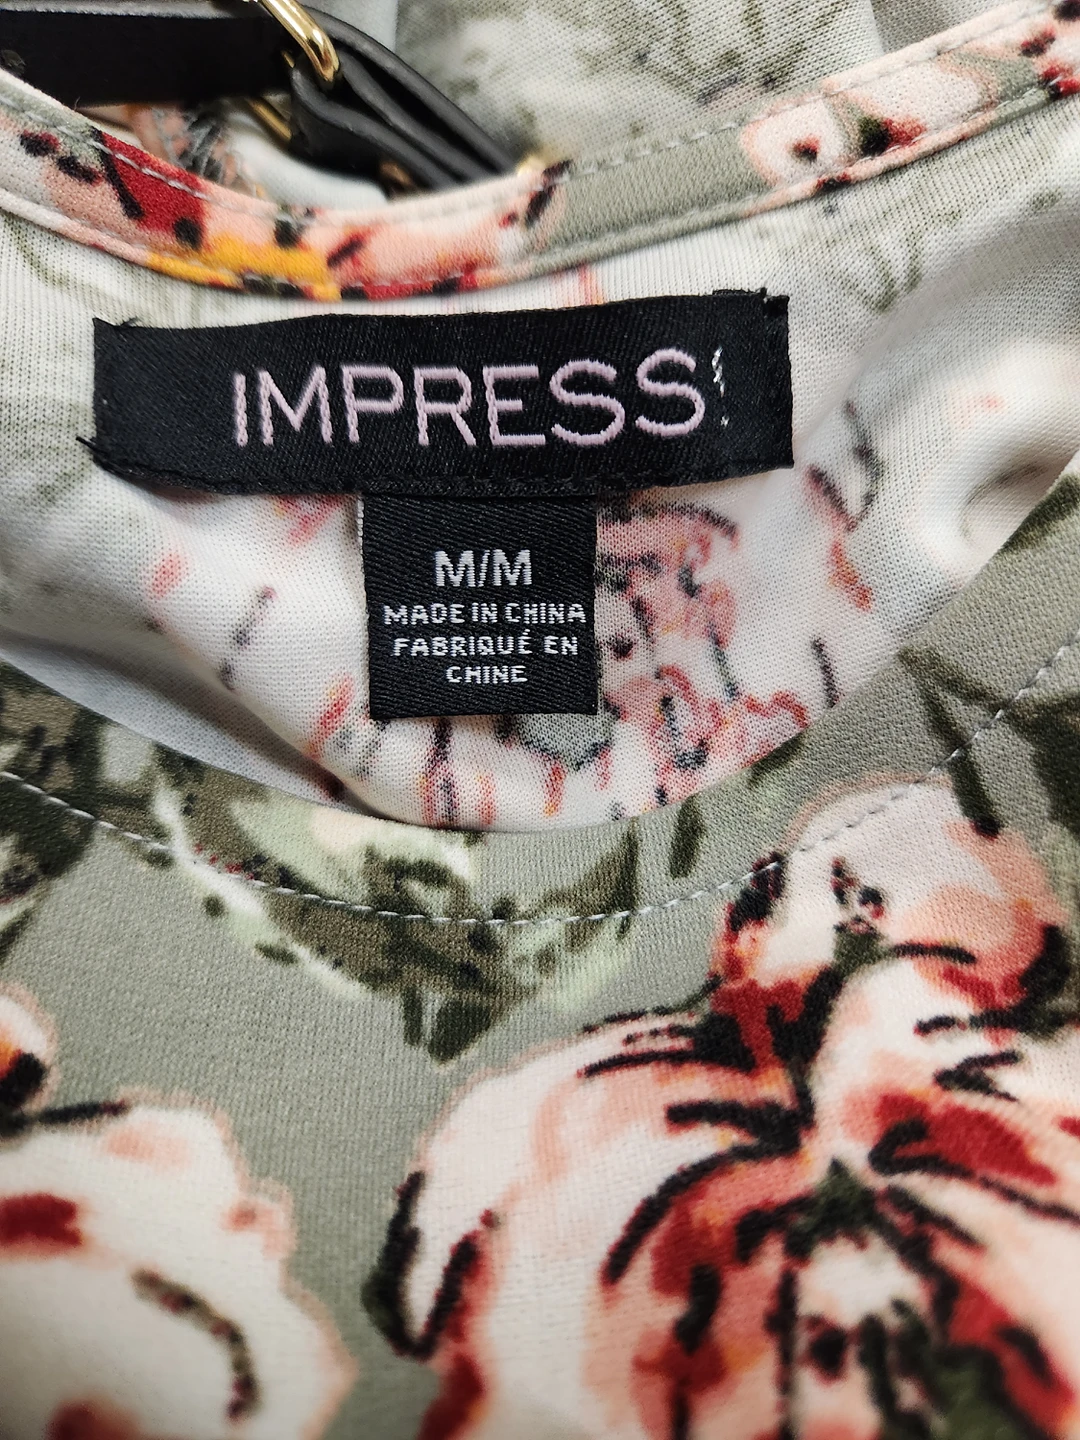 IMPRESS!
M/M
MADE IN CHINA
FABRIQUÉ EN
CHINE